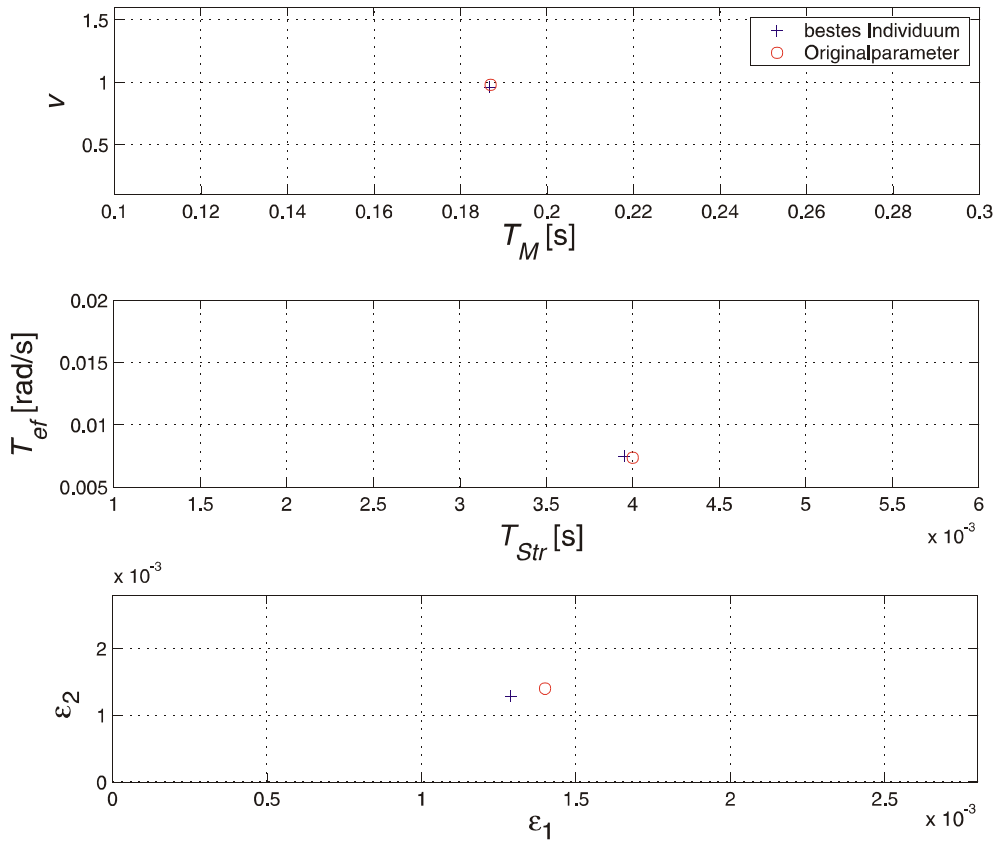 1.5
1
0.5
v
bestes Individuum
Originalparameter
0.1 0.12 0.14 0.16 0.18 0.2 0.22 0.24 0.26 0.28 0.3
T_M [s]
0.02
0.015
0.01
0.005
T_ef [rad/s]
1 1.5 2 2.5 3 3.5 4 4.5 5 5.5 6
x 10^-3
T_Str [s]
x 10^-3
2
1
0
ε_2
0 0.5 1 1.5 2 2.5
x 10^-3
ε_1